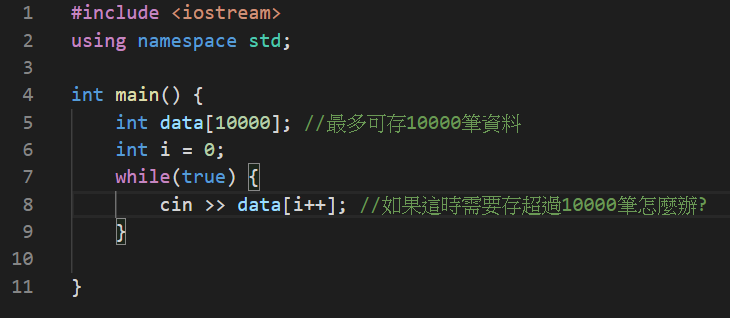 1 #include <iostream>
2 using namespace std;
3
4 int main() {
5 int data[10000]; //最多可存10000筆資料
6 int i = 0;
7 while(true) {
8 cin >> data[i++]; //如果這時需要存超過10000筆怎麼辦?
9 }
10
11 }